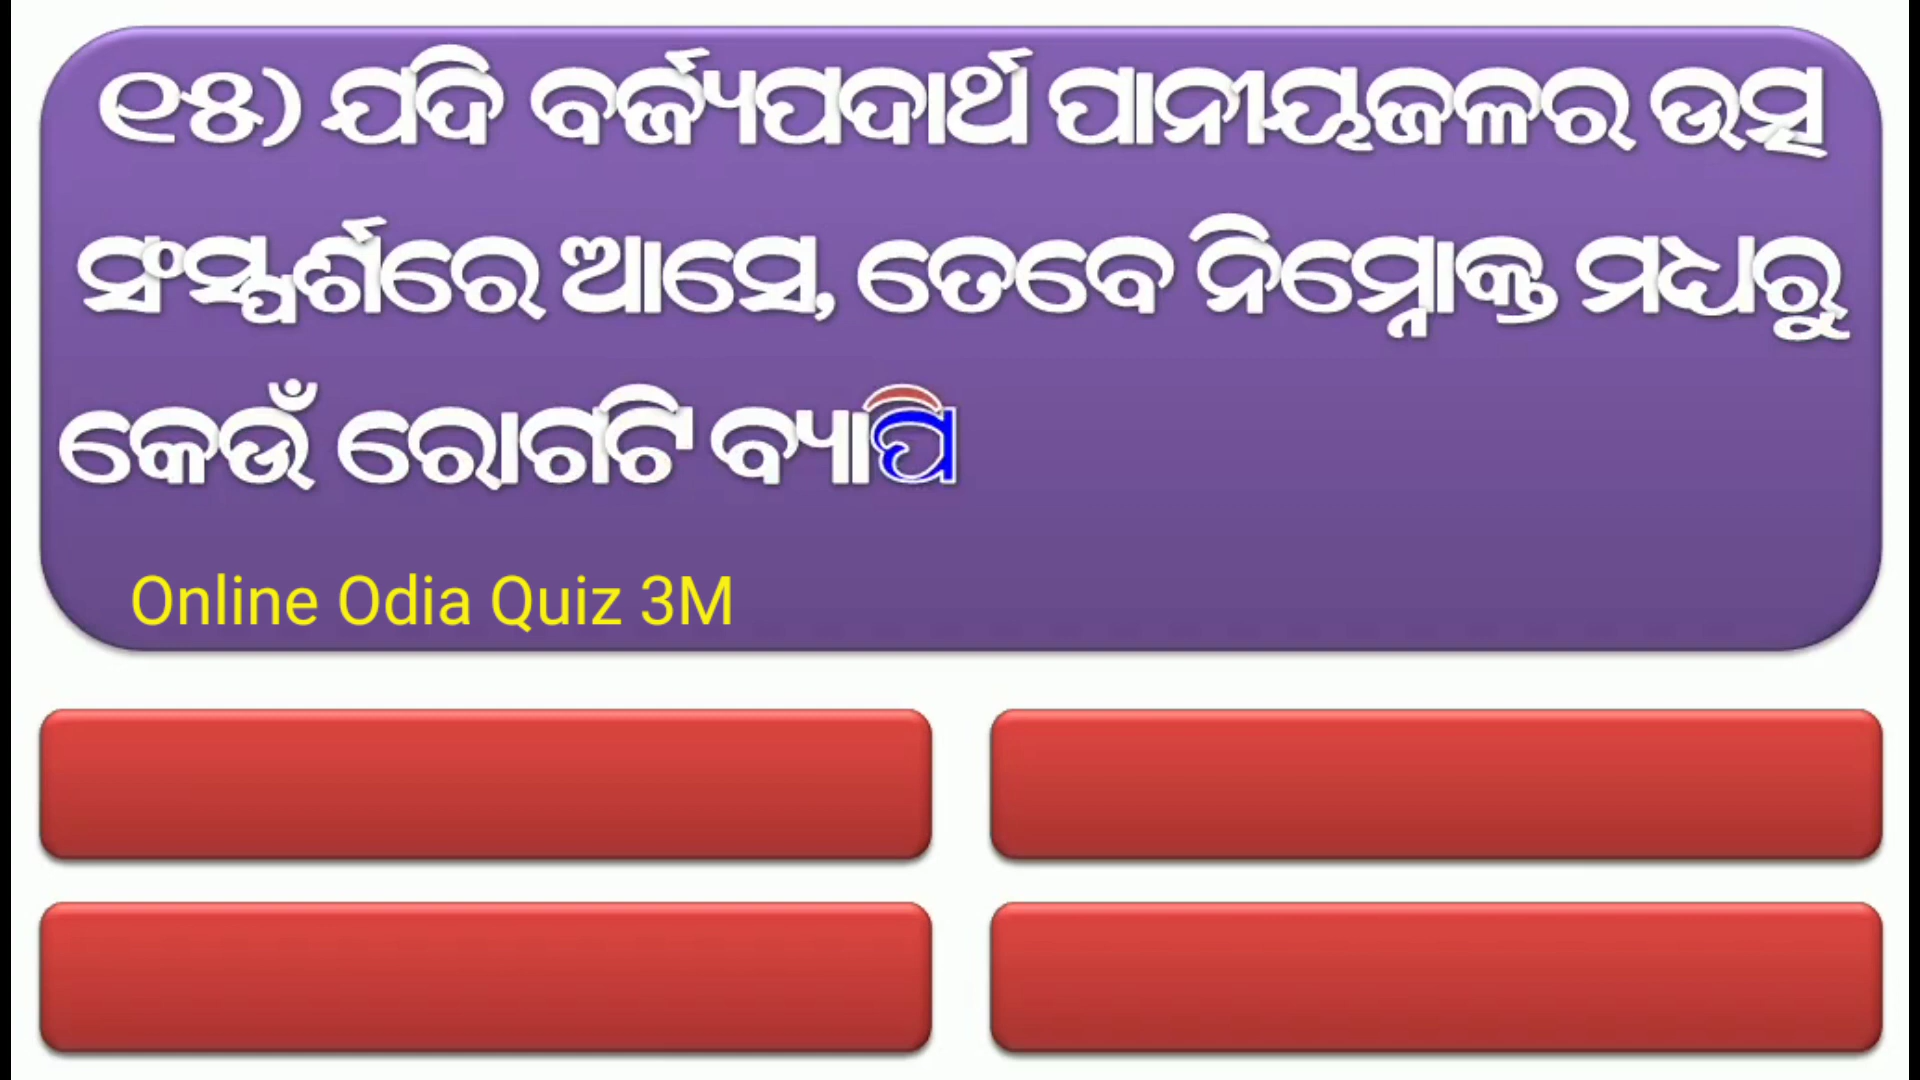 ୧୫) ଯଦି ବର୍ଜ୍ୟପଦାର୍ଥ ପାନୀୟଜଳର ଉତ୍ସ
ସଂସ୍ପର୍ଶରେ ଆସେ, ତେବେ ନିମ୍ନୋକ୍ତ ମଧ୍ୟରୁ
କେଉଁ ରୋଗଟି ବ୍ୟାପି
Online Odia Quiz 3M